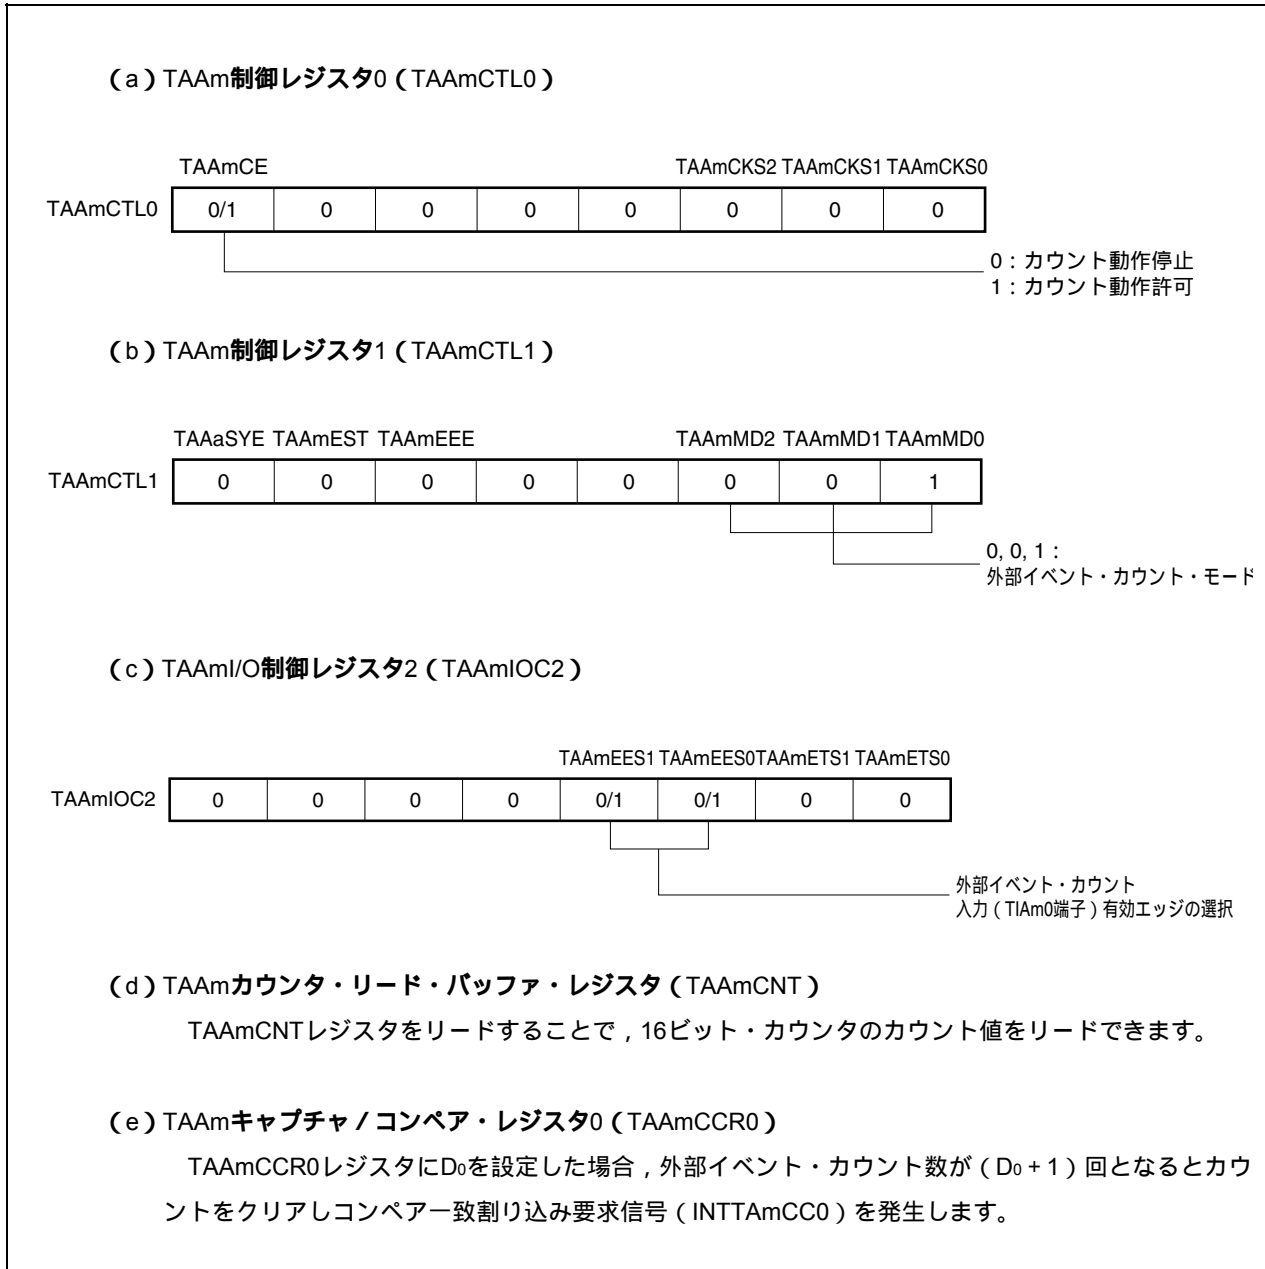 (a)TAAm制御レジスタ0(TAAmCTL0)
TAAmCE TAAmCKS2 TAAmCKS1 TAAmCKS0
TAAmCTL0 0/1 0 0 0 0 0 0 0
0:カウント動作停止
1:カウント動作許可
(b)TAAm制御レジスタ1(TAAmCTL1)
TAAaSYE TAAmEST TAAmEEE TAAmMD2 TAAmMD1 TAAmMD0
TAAmCTL1 0 0 0 0 0 0 0 1
0, 0, 1:
外部イベント・カウント・モード
(c)TAAmI/O制御レジスタ2(TAAmIOC2)
TAAmEES1 TAAmEES0 TAAmETS1 TAAmETS0
TAAmIOC2 0 0 0 0 0/1 0/1 0 0
外部イベント・カウント
入力(TIAm0端子)有効エッジの選択
(d)TAAmカウンタ・リード・バッファ・レジスタ(TAAmCNT)
TAAmCNTレジスタをリードすることで,16ビット・カウンタのカウント値をリードできます。
(e)TAAmキャプチャ/コンペア・レジスタ0(TAAmCCR0)
TAAmCCR0レジスタにD0を設定した場合,外部イベント・カウント数が(D0+1)回となるとカウ
ントをクリアしコンペア一致割り込み要求信号(INTTAmCC0)を発生します。